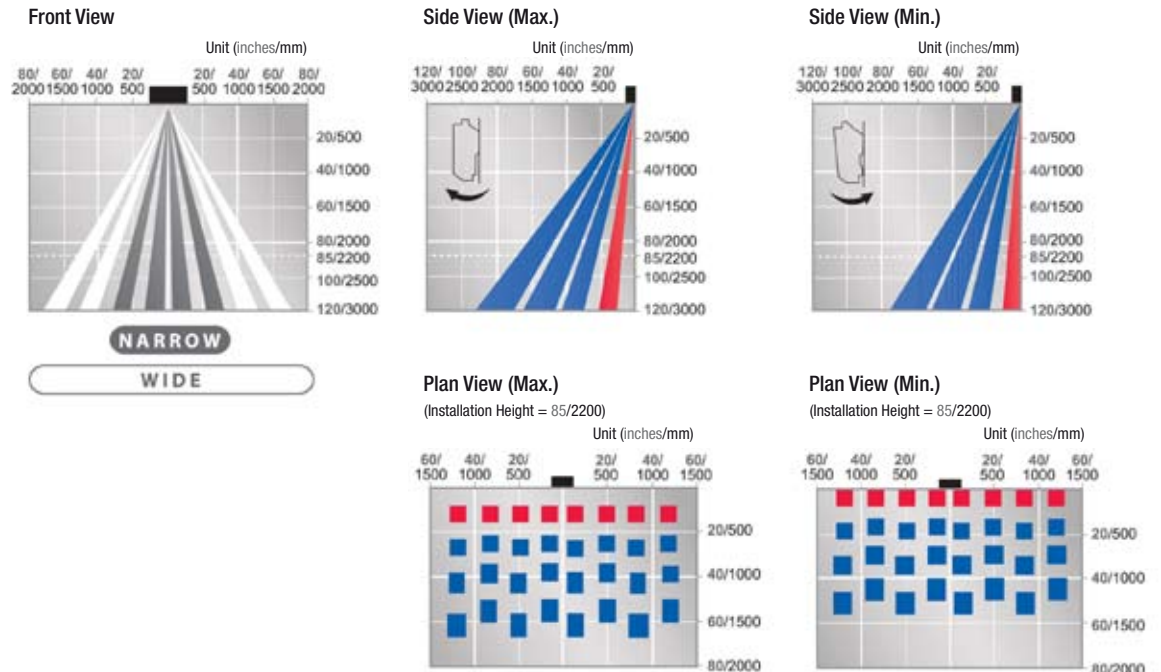 Front View
Unit (inches/mm)
80/ 60/ 40/ 20/ 20/ 40/ 60/ 80/
2000 1500 1000 500 500 1000 1500 2000
20/500
40/1000
60/1500
80/2000
85/2200
100/2500
120/3000
NARROW
WIDE
Side View (Max.)
Unit (inches/mm)
120/ 100/ 80/ 60/ 40/ 20/
3000 2500 2000 1500 1000 500
20/500
40/1000
60/1500
80/2000
85/2200
100/2500
120/3000
Side View (Min.)
Unit (inches/mm)
120/ 100/ 80/ 60/ 40/ 20/
3000 2500 2000 1500 1000 500
20/500
40/1000
60/1500
80/2000
85/2200
100/2500
120/3000
Plan View (Max.)
(Installation Height = 85/2200)
Unit (inches/mm)
60/ 40/ 20/ 20/ 40/ 60/
1500 1000 500 500 1000 1500
20/500
40/1000
60/1500
80/2000
Plan View (Min.)
(Installation Height = 85/2200)
Unit (inches/mm)
60/ 40/ 20/ 20/ 40/ 60/
1500 1000 500 500 1000 1500
20/500
40/1000
60/1500
80/2000